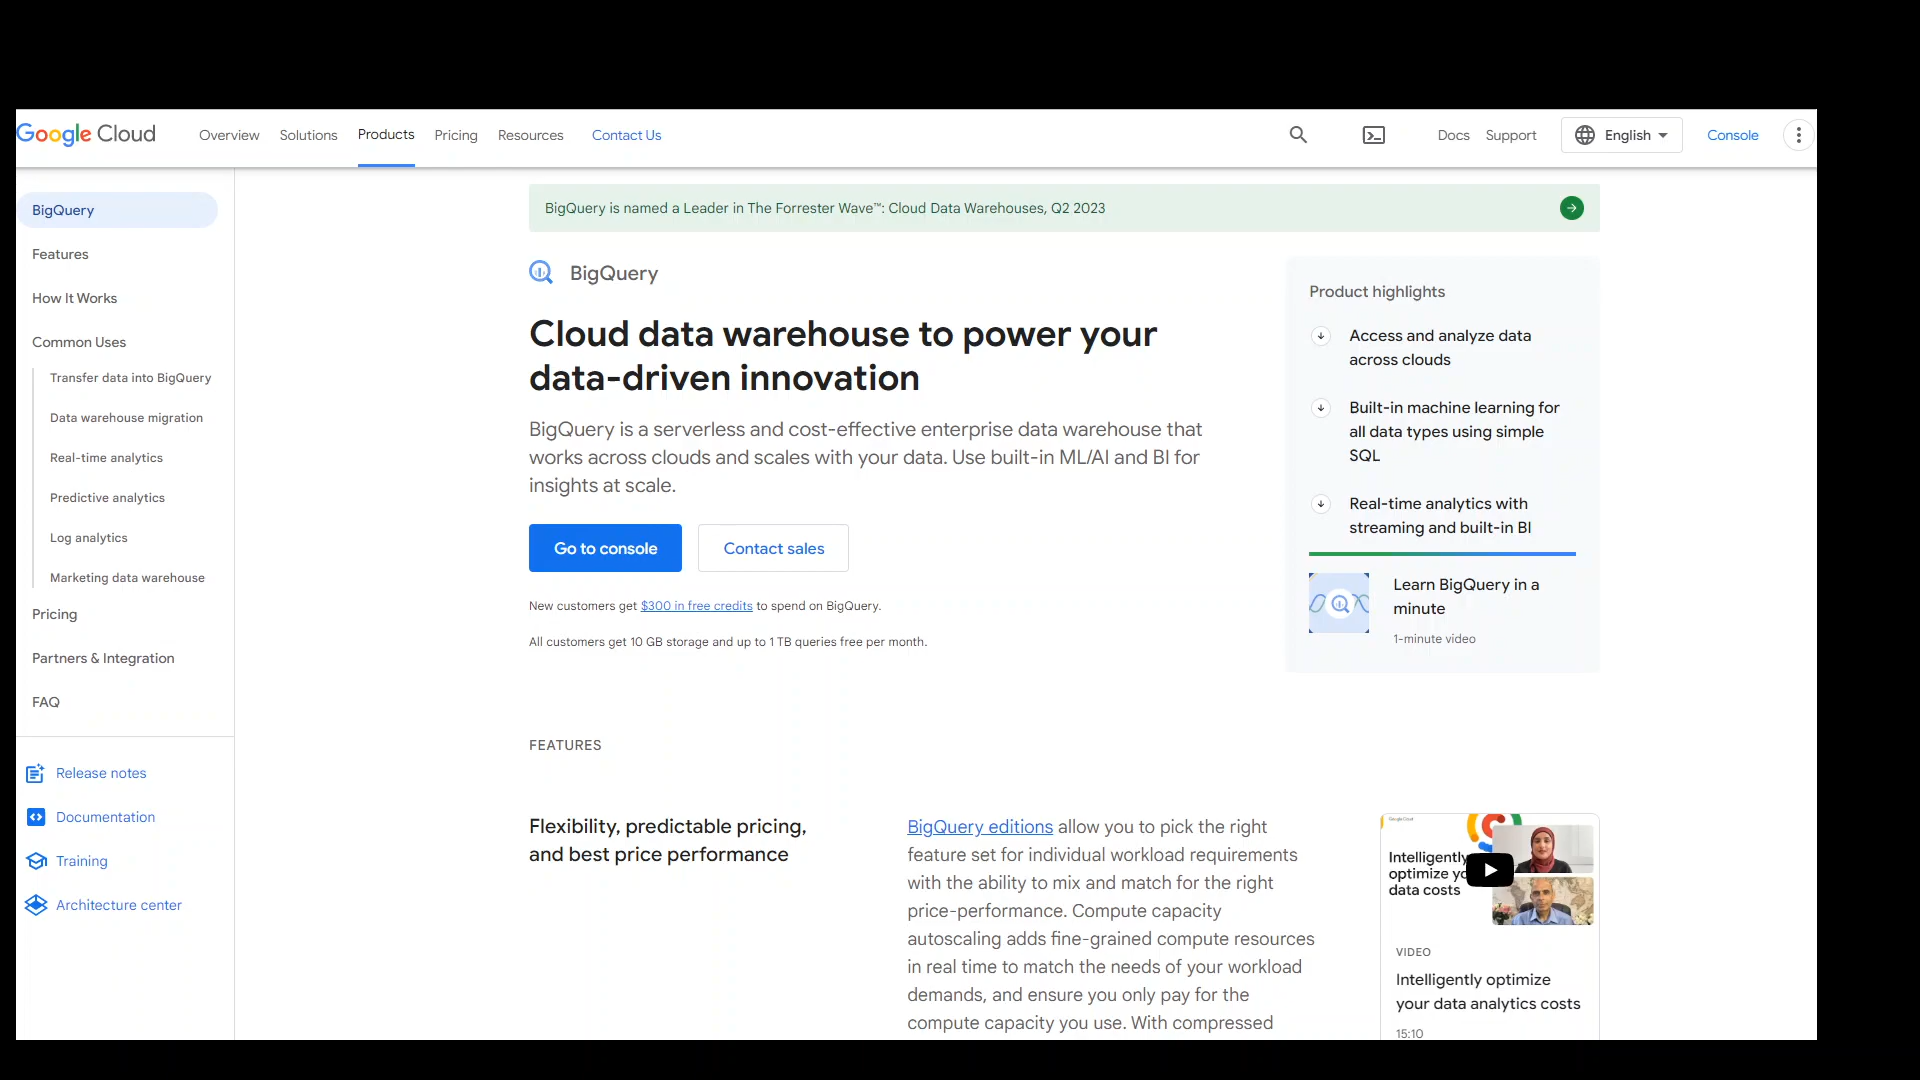 Google Cloud
Overview
Solutions
Products
Pricing
Resources
Contact Us
Docs
Support
English
Console
BigQuery
Features
How It Works
Common Uses
Transfer data into BigQuery
Data warehouse migration
Real-time analytics
Predictive analytics
Log analytics
Marketing data warehouse
Pricing
Partners & Integration
FAQ
Release notes
Documentation
Training
Architecture center
BigQuery is named a Leader in The Forrester Wave™: Cloud Data Warehouses, Q2 2023
BigQuery
Cloud data warehouse to power your
data-driven innovation
BigQuery is a serverless and cost-effective enterprise data warehouse that
works across clouds and scales with your data. Use built-in ML/AI and BI for
insights at scale.
Go to console
Contact sales
New customers get $300 in free credits to spend on BigQuery.
All customers get 10 GB storage and up to 1 TB queries free per month.
Product highlights
Access and analyze data
across clouds
Built-in machine learning for
all data types using simple
SQL
Real-time analytics with
streaming and built-in BI
Learn BigQuery in a
minute
1-minute video
FEATURES
Flexibility, predictable pricing,
and best price performance
BigQuery editions allow you to pick the right
feature set for individual workload requirements
with the ability to mix and match for the right
price-performance. Compute capacity
autoscaling adds fine-grained compute resources
in real time to match the needs of your workload
demands, and ensure you only pay for the
compute capacity you use. With compressed
Google Cloud
Intelligently
optimize yo
data costs
VIDEO
Intelligently optimize
your data analytics costs
15:10